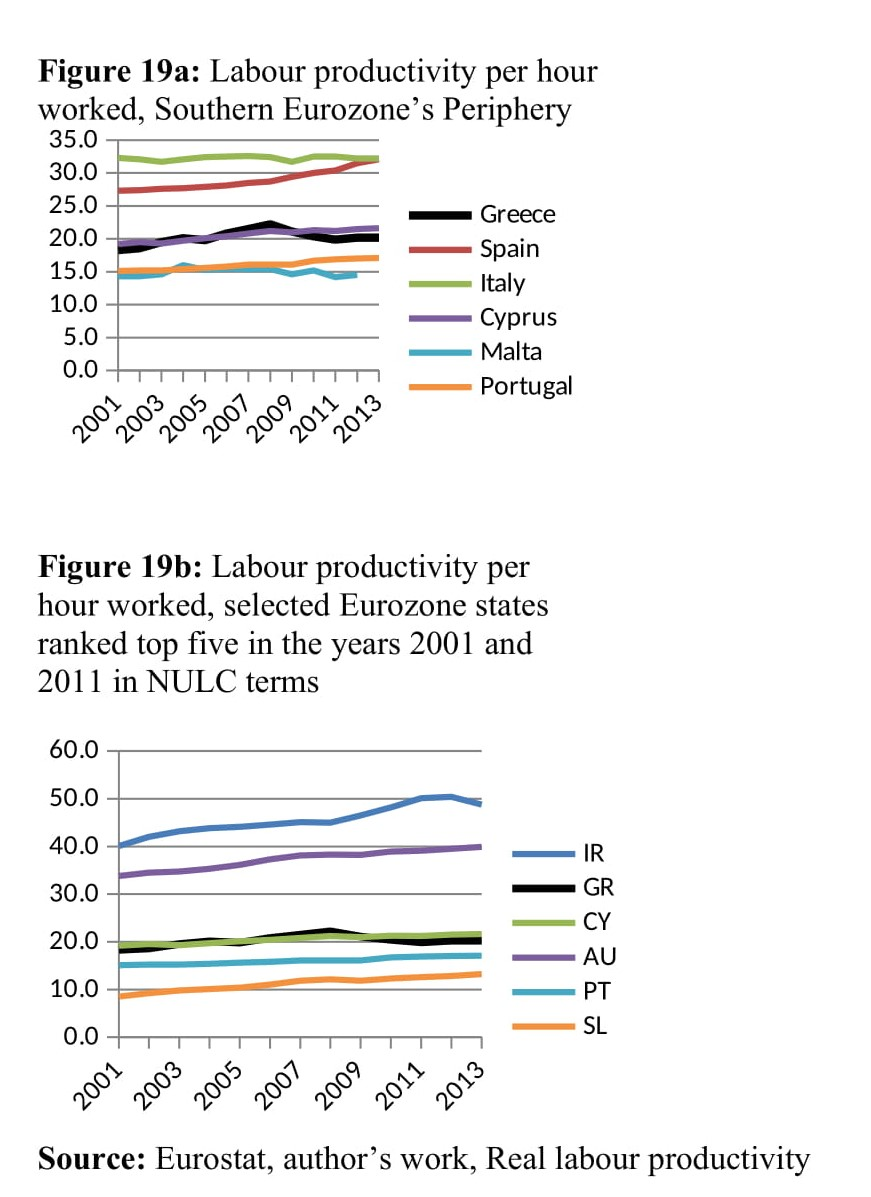 Figure 19a: Labour productivity per hour
worked, Southern Eurozone’s Periphery
35.0
30.0
25.0
20.0
15.0
10.0
5.0
0.0
2001
2003
2005
2007
2009
2011
2013
Greece
Spain
Italy
Cyprus
Malta
Portugal
Figure 19b: Labour productivity per
hour worked, selected Eurozone states
ranked top five in the years 2001 and
2011 in NULC terms
60.0
50.0
40.0
30.0
20.0
10.0
0.0
2001
2003
2005
2007
2009
2011
2013
IR
GR
CY
AU
PT
SL
Source: Eurostat, author’s work, Real labour productivity